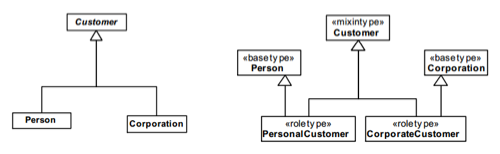 Customer
Person
Corporation
«mixintype»
Customer
«basetype»
Person
«basetype»
Corporation
«roletype»
PersonalCustomer
«roletype»
CorporateCustomer